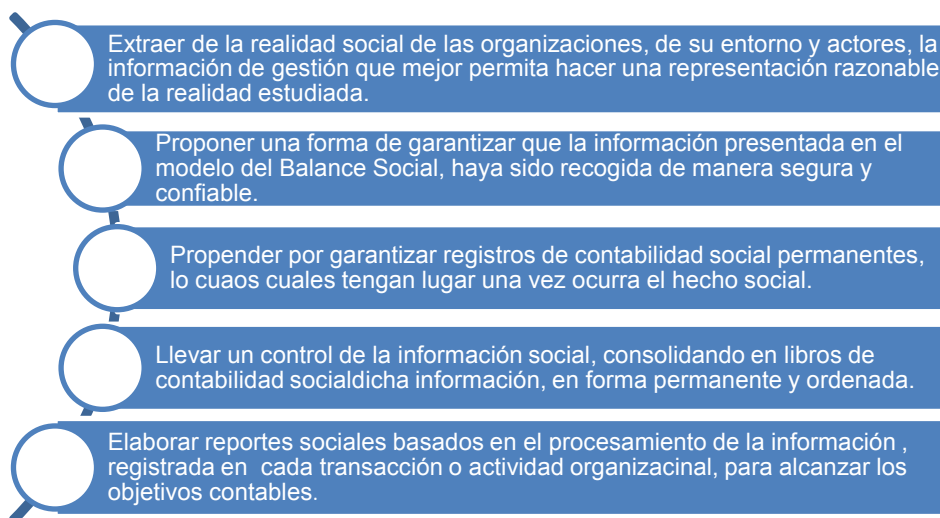 Extraer de la realidad social de las organizaciones, de su entorno y actores, la
información de gestión que mejor permita hacer una representación razonable
de la realidad estudiada.
Proponer una forma de garantizar que la información presentada en el
modelo del Balance Social, haya sido recogida de manera segura y
confiable.
Propender por garantizar registros de contabilidad social permanentes,
lo cuaos cuales tengan lugar una vez ocurra el hecho social.
Llevar un control de la información social, consolidando en libros de
contabilidad socialdicha información, en forma permanente y ordenada.
Elaborar reportes sociales basados en el procesamiento de la información ,
registrada en cada transacción o actividad organizacinal, para alcanzar los
objetivos contables.